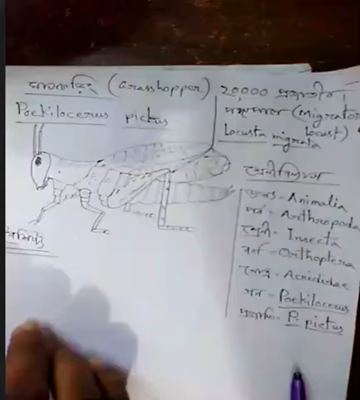 ঘাসফড়িং (Grasshopper) 20000 প্রজাতি
Poekilocerus pictus
পঙ্গপাল (Migratory
Locust)
Locusta migrata
শ্রেণীবিন্যাস
জগৎ - Animalia
পর্ব - Arthropoda
শ্রেণী - Insecta
বর্গ - Orthoptera
গোত্র - Acrididae
গণ - Poekilocerus
প্রজাতি - P. pictus